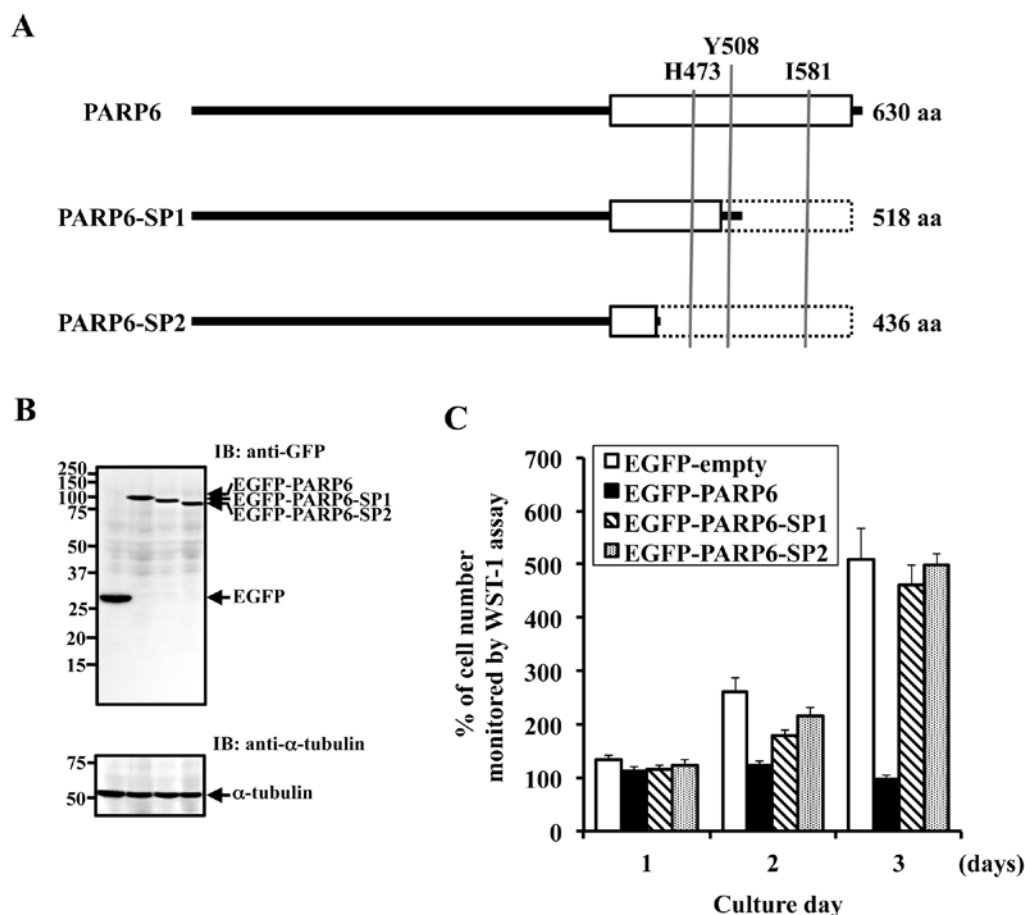 A
Y508
H473
I581
PARP6
630 aa
PARP6-SP1
518 aa
PARP6-SP2
436 aa
B
IB: anti-GFP
250
150
100
75
50
37
25
20
15
EGFP-PARP6
EGFP-PARP6-SP1
EGFP-PARP6-SP2
EGFP
IB: anti-α-tubulin
75
50
α-tubulin
C
% of cell number
monitored by WST-1 assay
700
600
500
400
300
200
100
0
EGFP-empty
EGFP-PARP6
EGFP-PARP6-SP1
EGFP-PARP6-SP2
1 2 3 (days)
Culture day